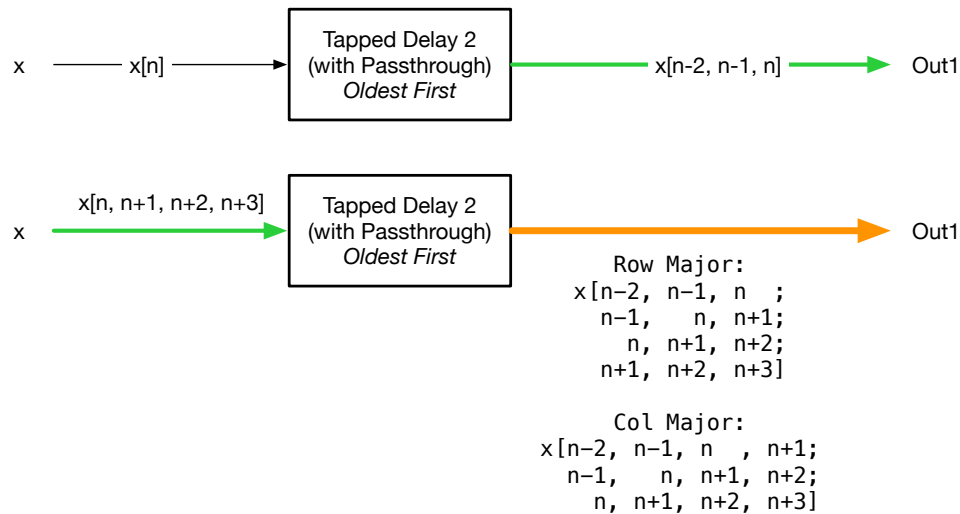 x
x[n]
Tapped Delay 2
(with Passthrough)
Oldest First
x[n-2, n-1, n]
Out1
x[n, n+1, n+2, n+3]
x
Tapped Delay 2
(with Passthrough)
Oldest First
Out1
Row Major:
x[n−2, n−1, n  ;
n−1,   n, n+1;
n, n+1, n+2;
n+1, n+2, n+3]
Col Major:
x[n−2, n−1, n  , n+1;
n−1,   n, n+1, n+2;
n, n+1, n+2, n+3]